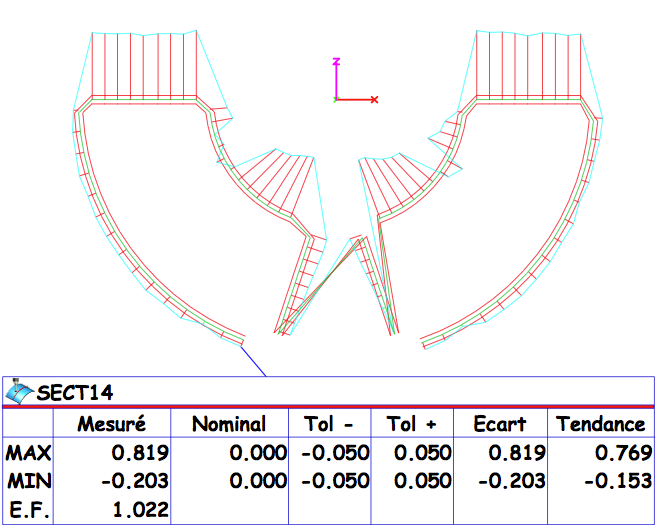 Z
X
SECT14
Mesuré Nominal Tol - Tol + Ecart Tendance
MAX 0.819 0.000 -0.050 0.050 0.819 0.769
MIN -0.203 0.000 -0.050 0.050 -0.203 -0.153
E.F. 1.022